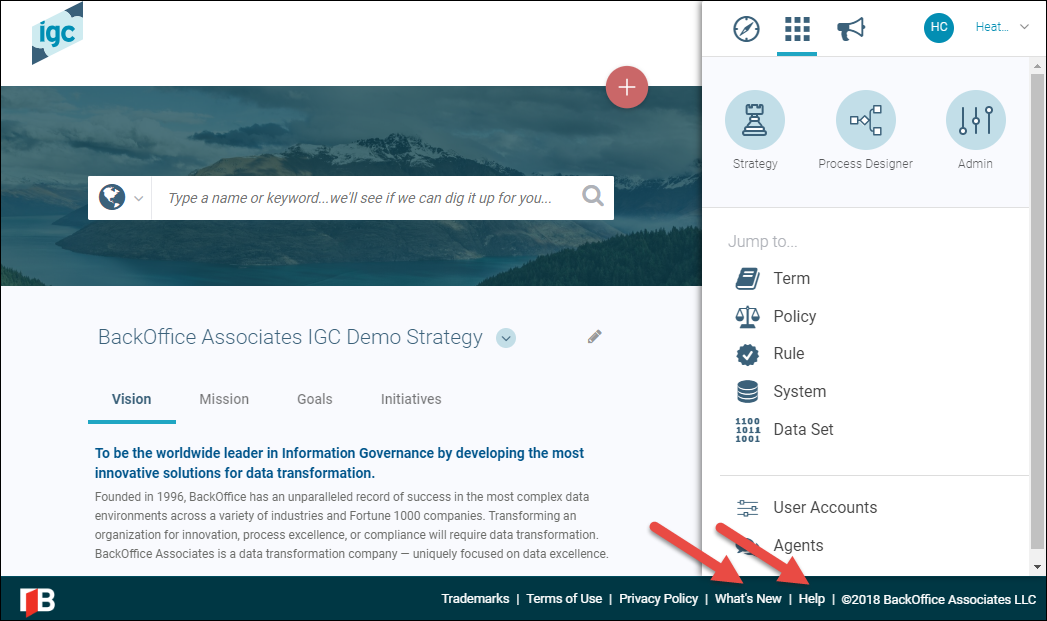 igc
HC
Heat...
+
Type a name or keyword...we'll see if we can dig it up for you...
Strategy
Process Designer
Admin
Jump to...
Term
Policy
Rule
System
1100
1011
1001
Data Set
User Accounts
Agents
BackOffice Associates IGC Demo Strategy
Vision
Mission
Goals
Initiatives
To be the worldwide leader in Information Governance by developing the most
innovative solutions for data transformation.
Founded in 1996, BackOffice has an unparalleled record of success in the most complex data
environments across a variety of industries and Fortune 1000 companies. Transforming an
organization for innovation, process excellence, or compliance will require data transformation.
BackOffice Associates is a data transformation company — uniquely focused on data excellence.
B
Trademarks | Terms of Use | Privacy Policy | What's New | Help | ©2018 BackOffice Associates LLC